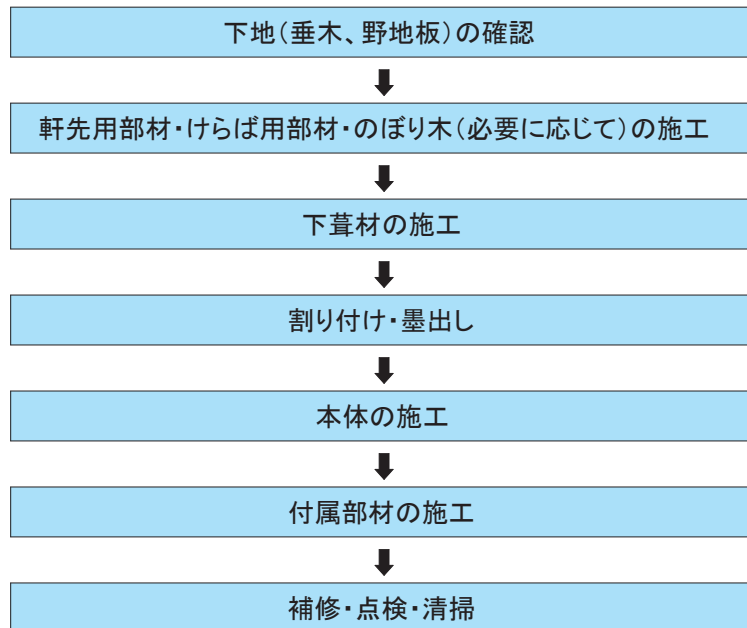 下地（垂木、野地板）の確認
軒先用部材・けらば用部材・のぼり木（必要に応じて）の施工
下葺材の施工
割り付け・墨出し
本体の施工
付属部材の施工
補修・点検・清掃